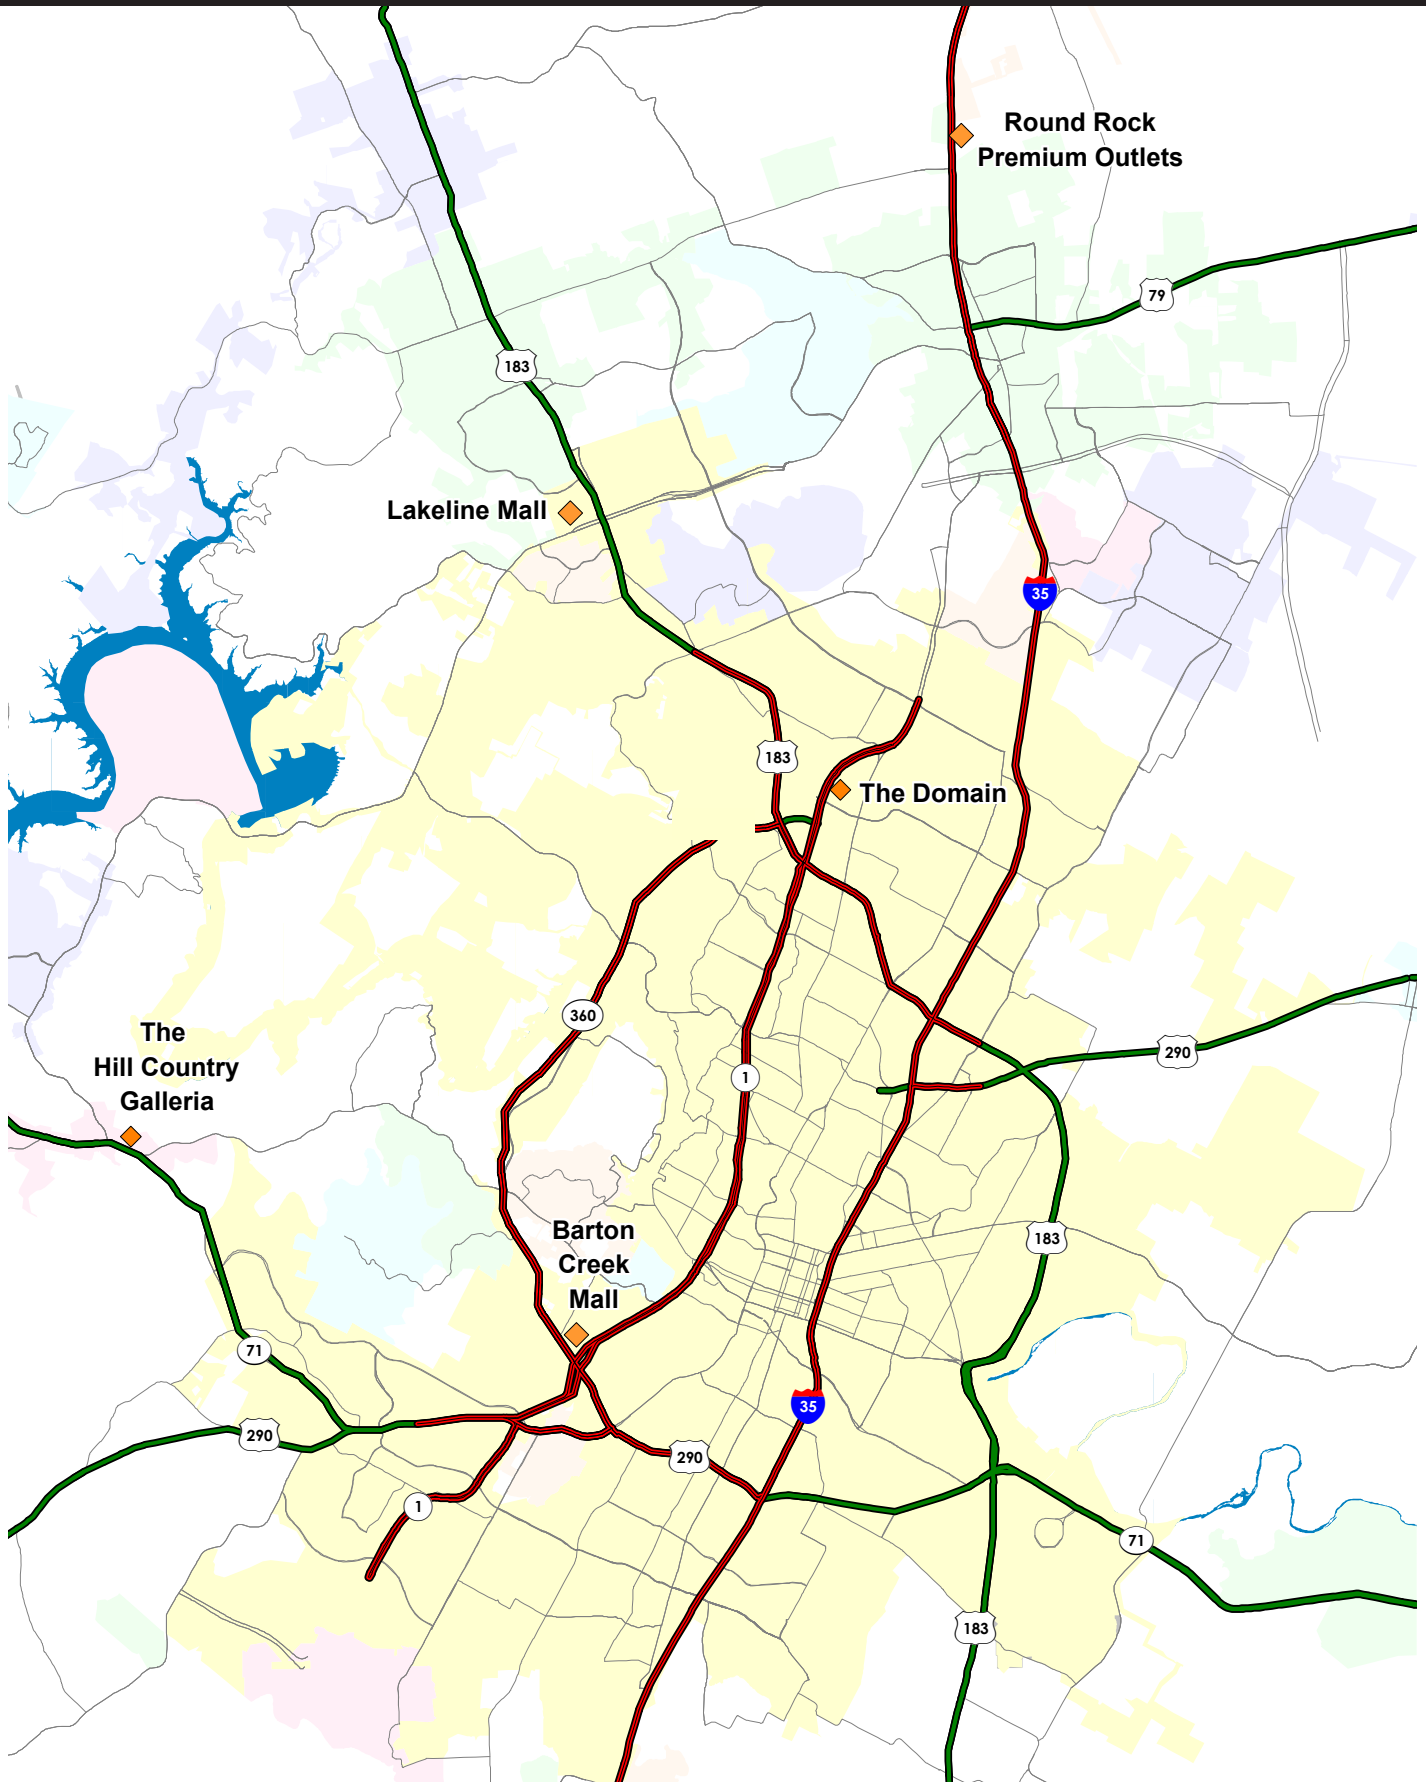 Round Rock
Premium Outlets
79
183
Lakeline Mall
35
183
The Domain
360
The
Hill Country
Galleria
290
1
183
Barton
Creek
Mall
71
35
290
290
1
71
183